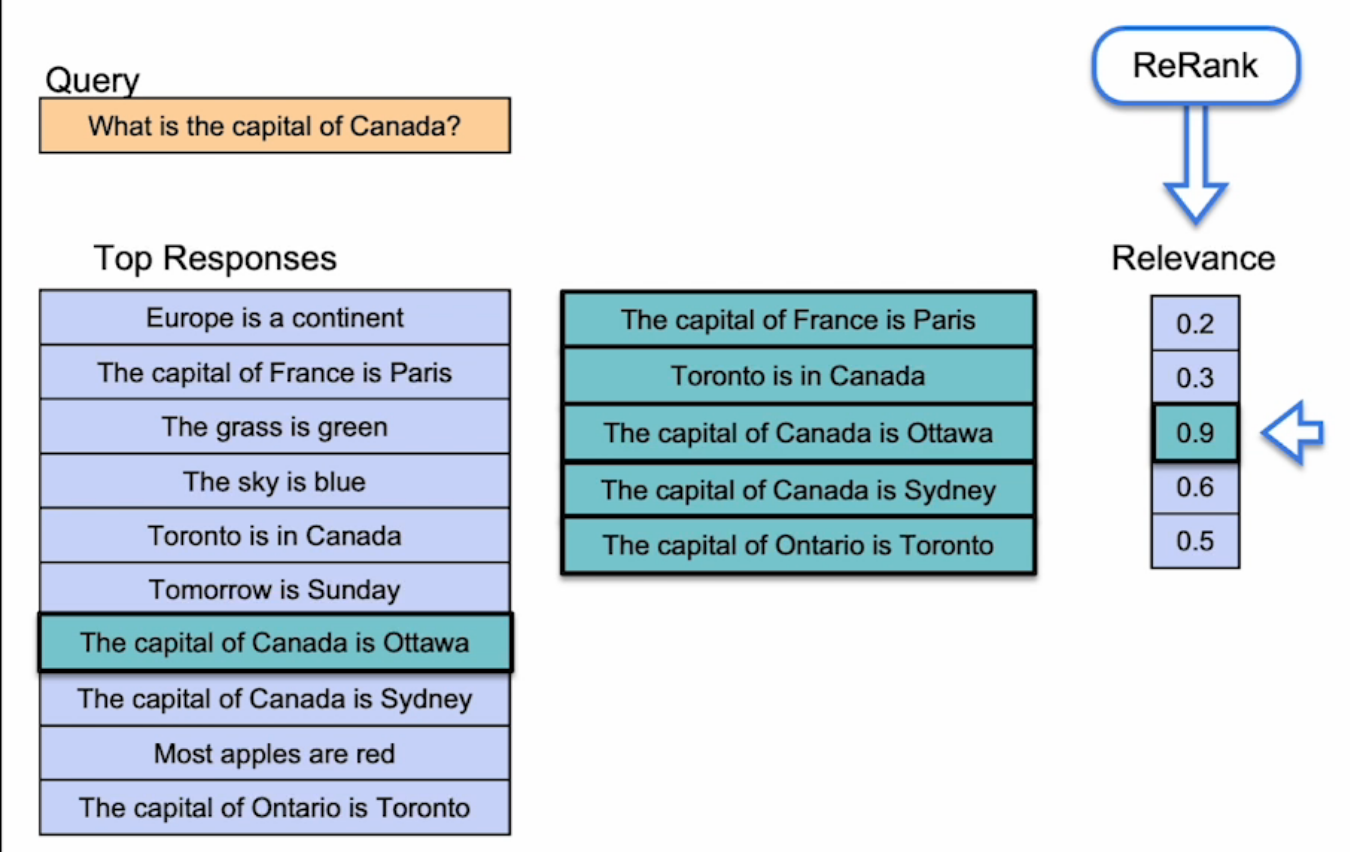 Query
What is the capital of Canada?
ReRank
Top Responses
Europe is a continent
The capital of France is Paris
The grass is green
The sky is blue
Toronto is in Canada
Tomorrow is Sunday
The capital of Canada is Ottawa
The capital of Canada is Sydney
Most apples are red
The capital of Ontario is Toronto
The capital of France is Paris
Toronto is in Canada
The capital of Canada is Ottawa
The capital of Canada is Sydney
The capital of Ontario is Toronto
Relevance
0.2
0.3
0.9
0.6
0.5